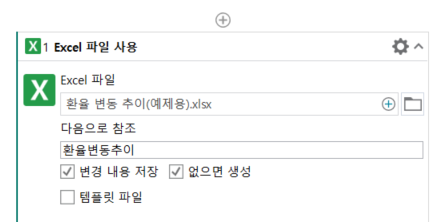 1 Excel 파일 사용
Excel 파일
환율 변동 추이(예제용).xlsx
다음으로 참조
환율변동추이
변경 내용 저장 없으면 생성
템플릿 파일